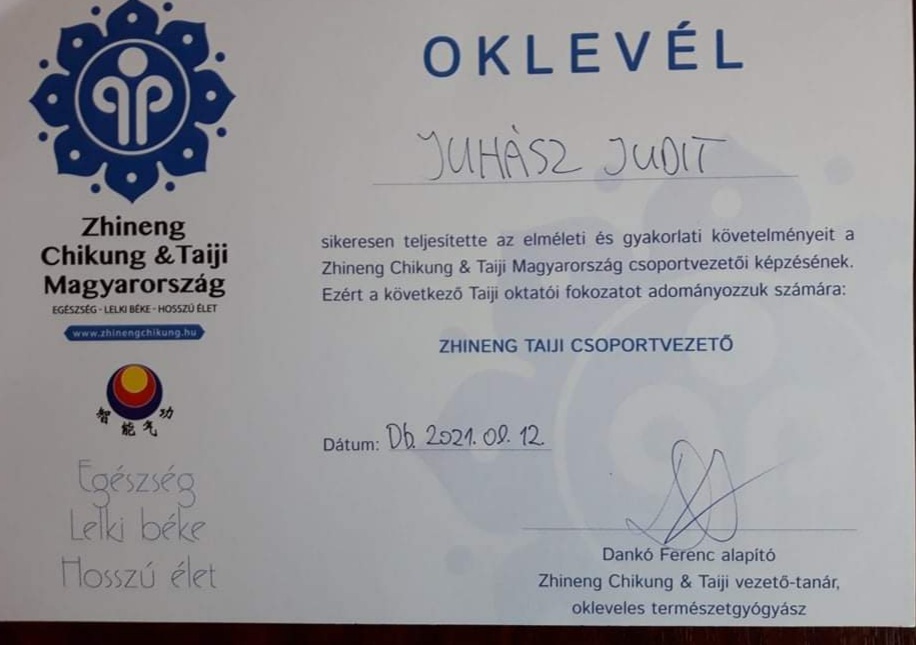 OKLEVÉL
JUHÁSZ JUDIT
sikeresen teljesítette az elméleti és gyakorlati követelményeit a
Zhineng Chikung & Taiji Magyarország csoportvezetői képzésének.
Ezért a következő Taiji oktatói fokozatot adományozzuk számára:
ZHINENG TAIJI CSOPORTVEZETŐ
Dátum: Db. 2021. 09. 12.
Dankó Ferenc alapító
Zhineng Chikung & Taiji vezető-tanár,
okleveles természetgyógyász
Zhineng
Chikung &Taiji
Magyarország
EGÉSZSÉG - LELKI BÉKE - HOSSZÚ ÉLET
www.zhinengchikung.hu
智能气功
Egészség
Lelki béke
Hosszú élet